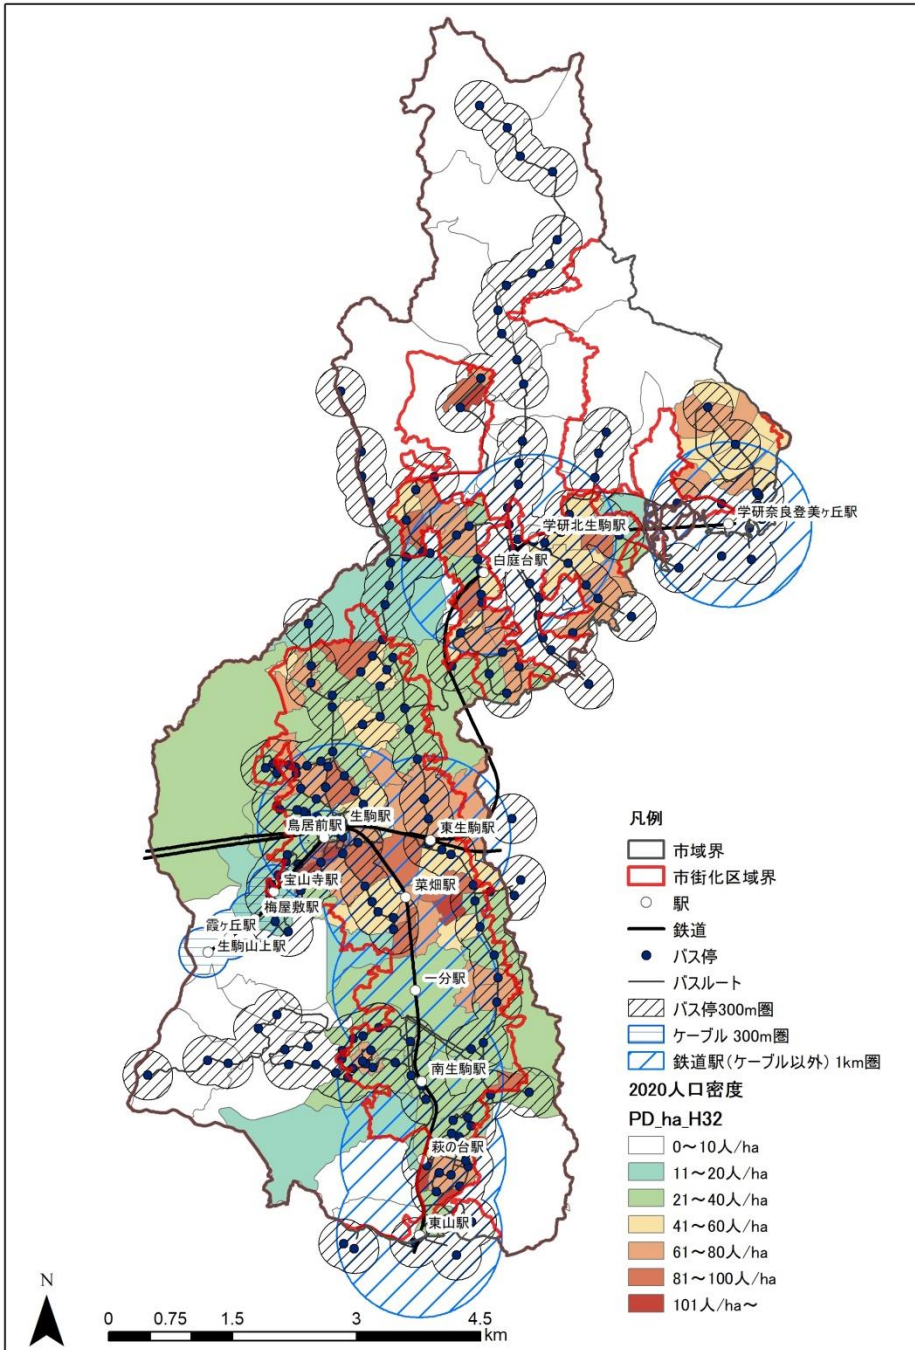 学研奈良登美ヶ丘駅
学研北生駒駅
白庭台駅
生駒駅
鳥居前駅
東生駒駅
宝山寺駅
菜畑駅
梅屋敷駅
霞ヶ丘駅
生駒山上駅
一分駅
南生駒駅
萩の台駅
東山駅
凡例
市域界
市街化区域界
駅
鉄道
バス停
バスルート
バス停300m圏
ケーブル 300m圏
鉄道駅(ケーブル以外) 1km圏
2020人口密度
PD_ha_H32
0～10人/ha
11～20人/ha
21～40人/ha
41～60人/ha
61～80人/ha
81～100人/ha
101人/ha～
N
0 0.75 1.5 3 4.5
km